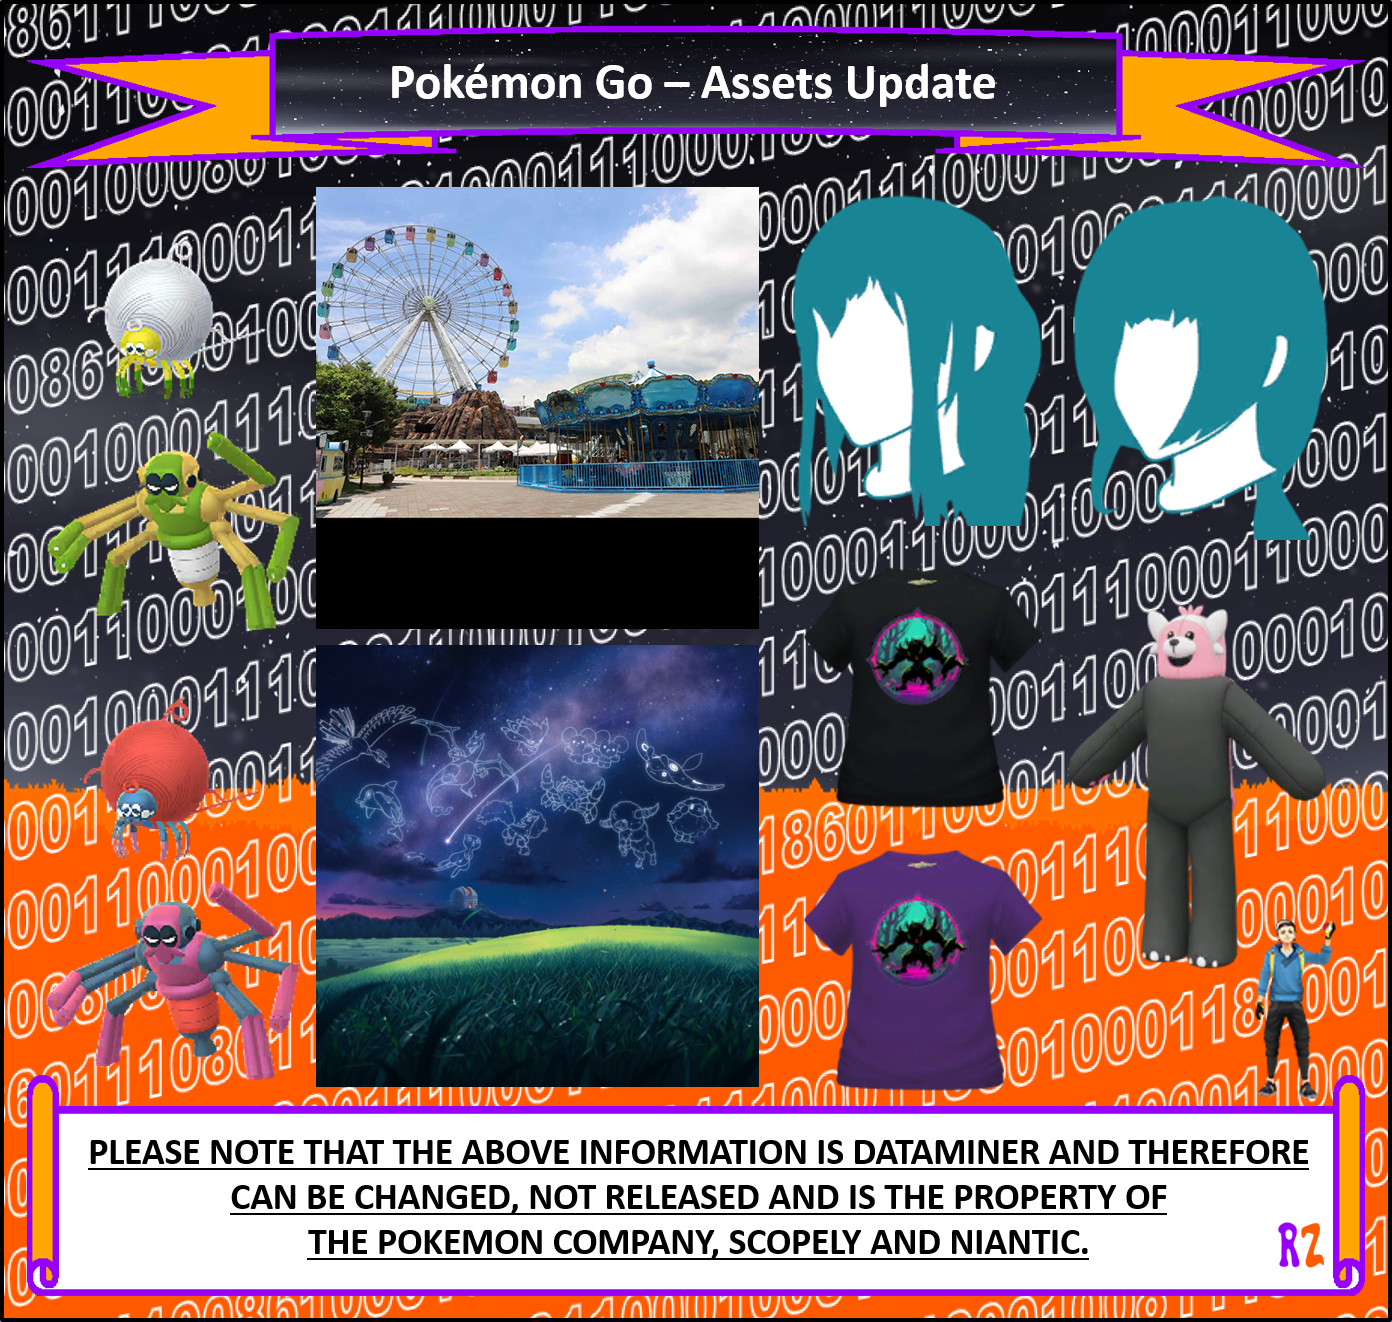 Pokémon Go – Assets Update
PLEASE NOTE THAT THE ABOVE INFORMATION IS DATAMINER AND THEREFORE
CAN BE CHANGED, NOT RELEASED AND IS THE PROPERTY OF
THE POKEMON COMPANY, SCOPELY AND NIANTIC.
RZ